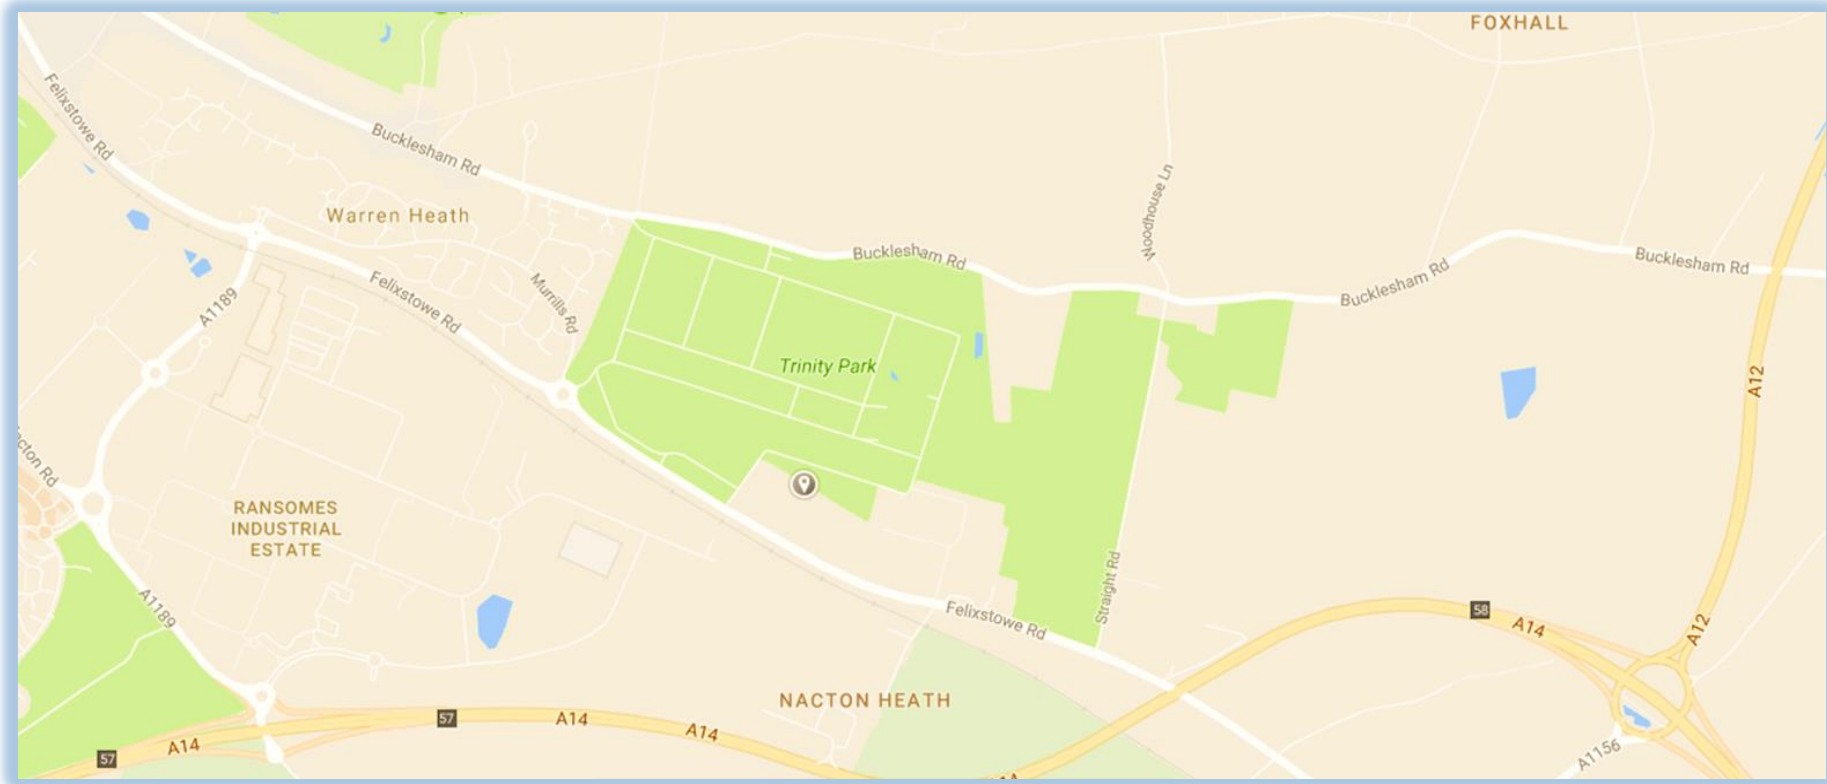 FOXHALL
Felixstowe Rd
Bucklesham Rd
Warren Heath
Woodhouse Ln
Bucklesham Rd
Bucklesham Rd
Bucklesham Rd
A1189
Felixstowe Rd
Murrills Rd
Trinity Park
A12
RANSOMES
INDUSTRIAL
ESTATE
A1189
Straight Rd
Felixstowe Rd
58
A14
A12
NACTON HEATH
57
A14
A14
57
A14
A1156